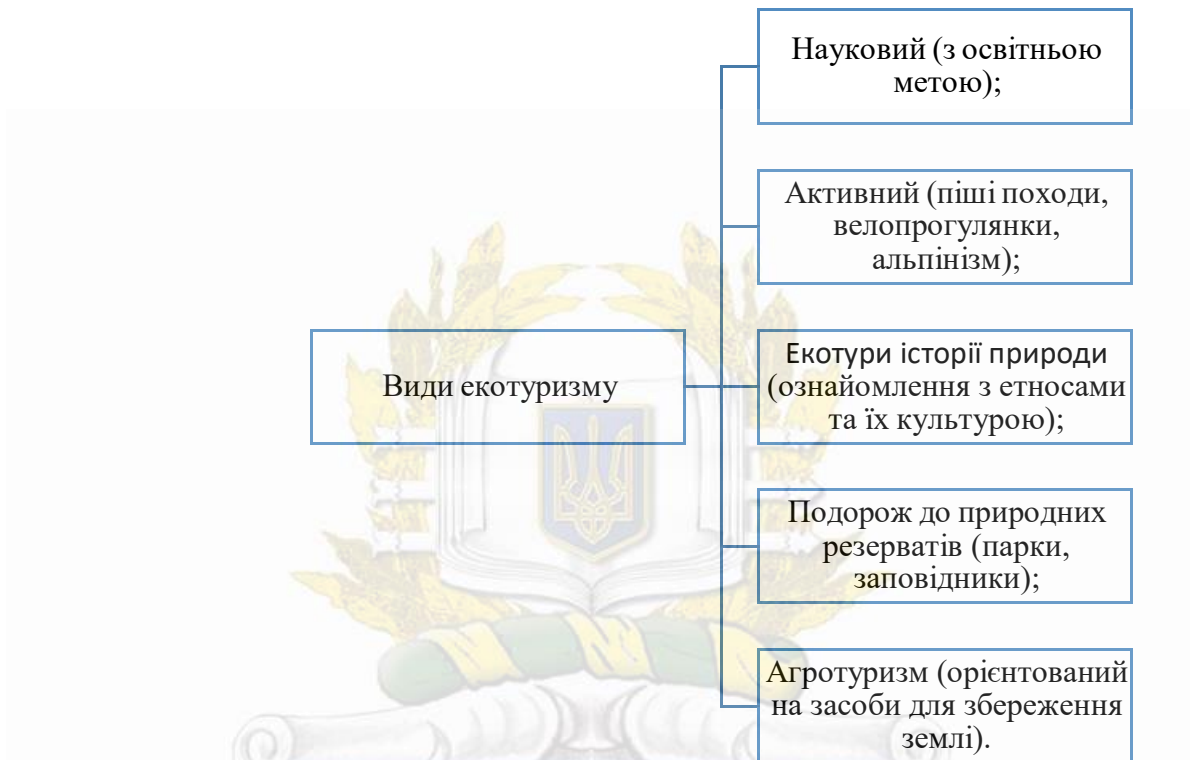 Науковий (з освітньою
метою);
Активний (піші походи,
велопрогулянки,
альпінізм);
Види екотуризму
Екотури історії природи
(ознайомлення з етносами
та їх культурою);
Подорож до природних
резерватів (парки,
заповідники);
Агротуризм (орієнтований
на засоби для збереження
землі).